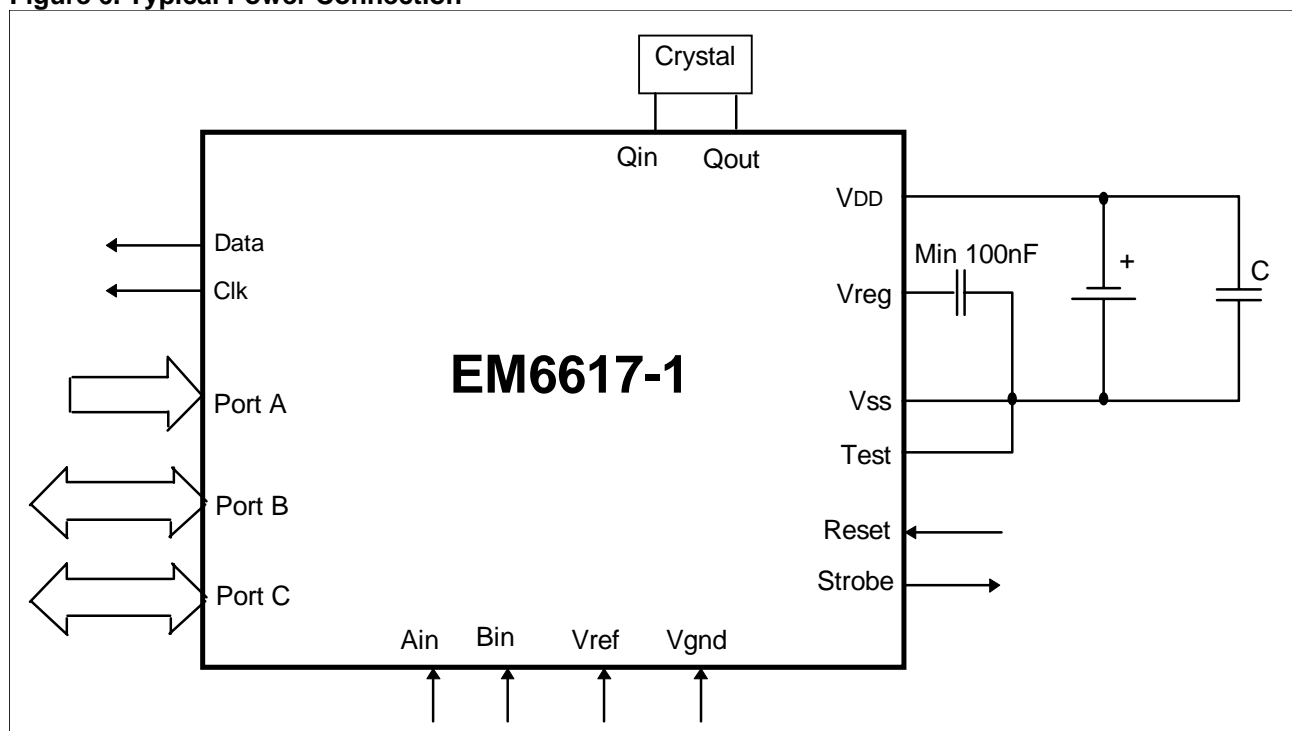 Figure Typical Power Connection
Crystal
Qin
Qout
VDD
Data
Min 100nF
+
C
Clk
Vreg
EM6617-1
Port A
Vss
Test
Port B
Reset
Strobe
Port C
Ain
Bin
Vref
Vgnd